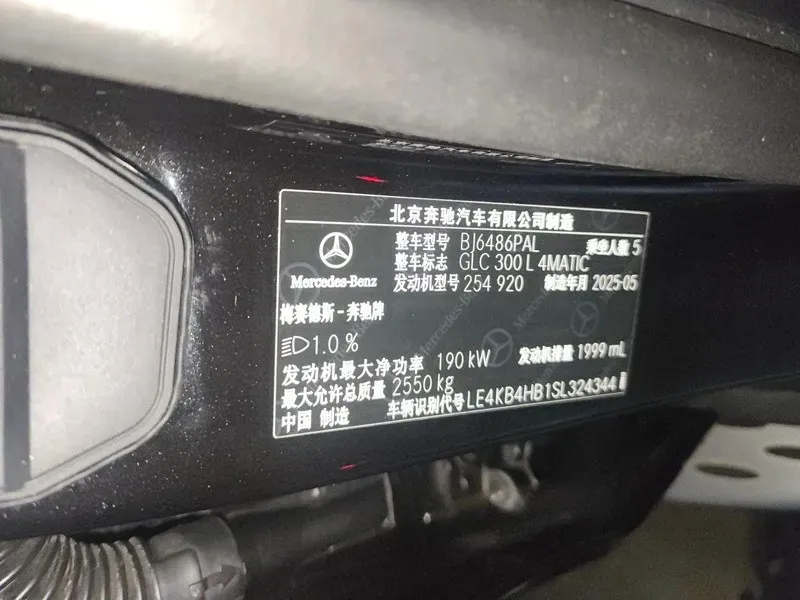 北京奔驰汽车有限公司制造
整车型号 BJ6486PAL 乘坐人数 5
整车标志 GLC 300 L 4MATIC
Mercedes-Benz 发动机型号 254 920 制造年月 2025-05
梅赛德斯-奔驰牌
1.0 %
发动机最大净功率 190 kW 发动机排量 1999 mL
最大允许总质量 2550 kg
中国 制造 车辆识别代号 LE4KB4HB1SL324344